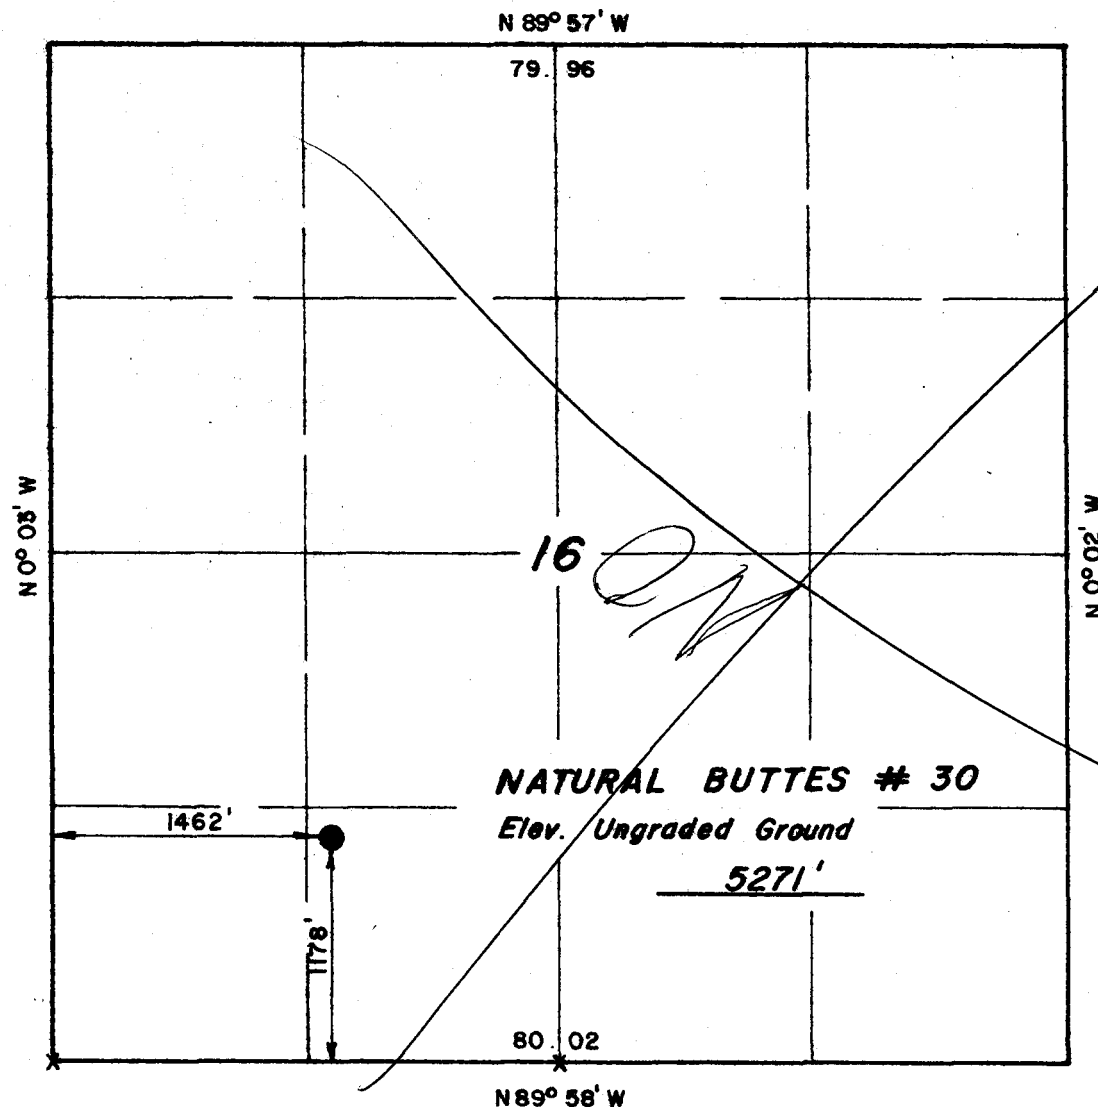 N 89° 57' W
79.96
N 0° 03' W
16
N 0° 02' W
NATURAL BUTTES # 30
Elev. Ungraded Ground
5271'
1462'
1178'
80.02
N 89° 58' W